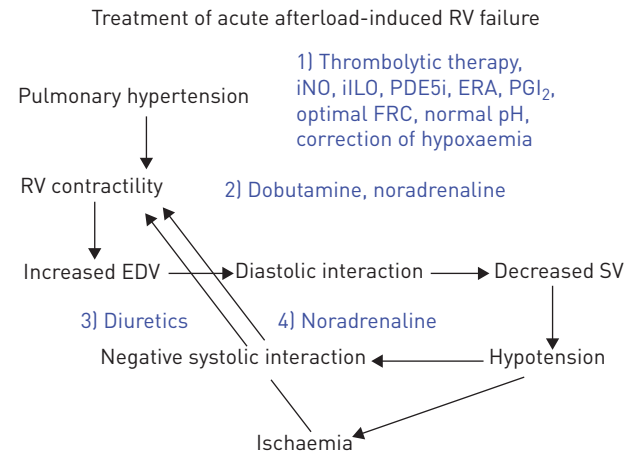 Treatment of acute afterload-induced RV failure
1) Thrombolytic therapy,
iNO, iILO, PDE5i, ERA, PGI₂,
optimal FRC, normal pH,
correction of hypoxaemia
Pulmonary hypertension
RV contractility
2) Dobutamine, noradrenaline
Increased EDV
Diastolic interaction
Decreased SV
3) Diuretics
4) Noradrenaline
Negative systolic interaction
Hypotension
Ischaemia